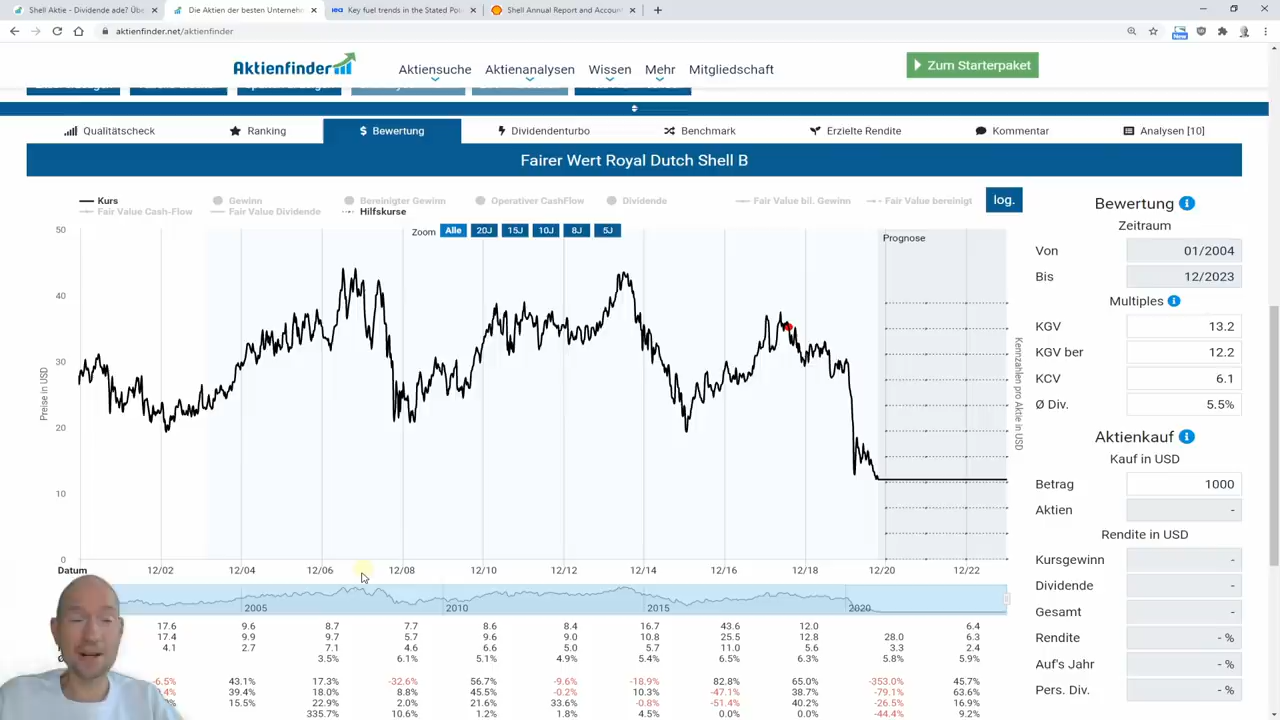 Shell Aktie - Dividende ade? Übe
Die Aktien der besten Unternehm
iea Key fuel trends in the Stated Pol
Shell Annual Report and Accoun
aktienfinder.net/aktienfinder
New
Aktienfinder
Aktiensuche Aktienanalysen Wissen Mehr Mitgliedschaft
Zum Starterpaket
Qualitätscheck Ranking $ Bewertung Dividendenturbo Benchmark Erzielte Rendite Kommentar Analysen [10]
Fairer Wert Royal Dutch Shell B
Kurs Gewinn Bereinigter Gewinn Operativer CashFlow Dividende Fair Value bil. Gewinn
Fair Value Cash-Flow Fair Value Dividende Hilfskurse Fair Value bereinigt
log.
Zoom Alle 20J 15J 10J 8J 5J
Prognose
50
40
30
20
10
0
Preise in USD
Kennzahlen pro Aktie in USD
Datum 12/02 12/04 12/06 12/08 12/10 12/12 12/14 12/16 12/18 12/20 12/22
2005 2010 2015 2020
17.6 9.6 8.7 7.7 8.6 8.4 16.7 43.6 12.0 6.4
17.4 9.9 9.7 5.7 9.6 9.0 10.8 25.5 12.8 28.0 6.3
4.1 2.7 7.1 4.6 6.6 5.0 5.7 11.0 5.6 3.3 2.4
3.5% 6.1% 5.1% 4.9% 5.4% 6.5% 6.3% 5.8% 5.9%
-6.5% 43.1% 17.3% -32.6% 56.7% -9.6% -18.9% 82.8% 65.0% -353.0% 45.7%
39.4% 18.0% 8.8% 45.5% -0.2% 10.3% -47.1% 38.7% -79.1% 63.6%
15.5% 22.9% 2.0% 21.6% 33.6% -0.8% -51.4% 40.2% -26.5% 16.9%
335.7% 10.6% 1.2% 1.8% 4.5% 0.0% 0.0% -44.4% 9.2%
Bewertung
Zeitraum
Von 01/2004
Bis 12/2023
Multiples
KGV 13.2
KGV ber 12.2
KCV 6.1
Ø Div. 5.5%
Aktienkauf
Kauf in USD
Betrag 1000
Aktien -
Rendite in USD
Kursgewinn -
Dividende -
Gesamt -
Rendite - %
Auf's Jahr - %
Pers. Div. - %